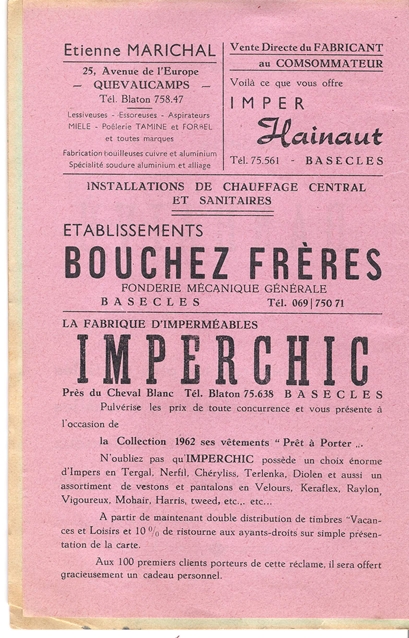 Etienne MARICHAL
25, Avenue de l'Europe
— QUEVAUCAMPS —
Tél. Blaton 758.47
Lessiveuses - Essoreuses - Aspirateurs
MIELE - Poêlerie TAMINE et FOREL
et toutes marques
Fabrication bouilleuses cuivre et aluminium
Spécialité soudure aluminium et alliage
Vente Directe du FABRICANT
au COMSOMMATEUR
Voilà ce que vous offre
IMPER
Hainaut
Tél. 75.561 - BASECLES
INSTALLATIONS DE CHAUFFAGE CENTRAL
ET SANITAIRES
ETABLISSEMENTS
BOUCHEZ FRÈRES
FONDERIE MÉCANIQUE GÉNÉRALE
BASECLES Tél. 069|750 71
LA FABRIQUE D'IMPERMÉABLES
IMPERCHIC
Près du Cheval Blanc Tél. Blaton 75.638 BASECLES
Pulvérise les prix de toute concurrence et vous présente à
l'occasion de
la Collection 1962 ses vêtements " Prêt à Porter „.
N'oubliez pas qu'IMPERCHIC possède un choix énorme
d'Impers en Tergal, Nerfil, Chéryliss, Terlenka, Diolen et aussi un
assortiment de vestons et pantalons en Velours, Keraflex, Raylon
Vigoureux, Mohair, Harris, tweed, etc... etc...
A partir de maintenant double distribution de timbres "Vacan-
ces et Loisirs et 10 % de ristourne aux ayants-droits sur simple présen-
tation de la carte.
Aux 100 premiers clients porteurs de cette réclame, il sera offert
gracieusement un cadeau personnel.